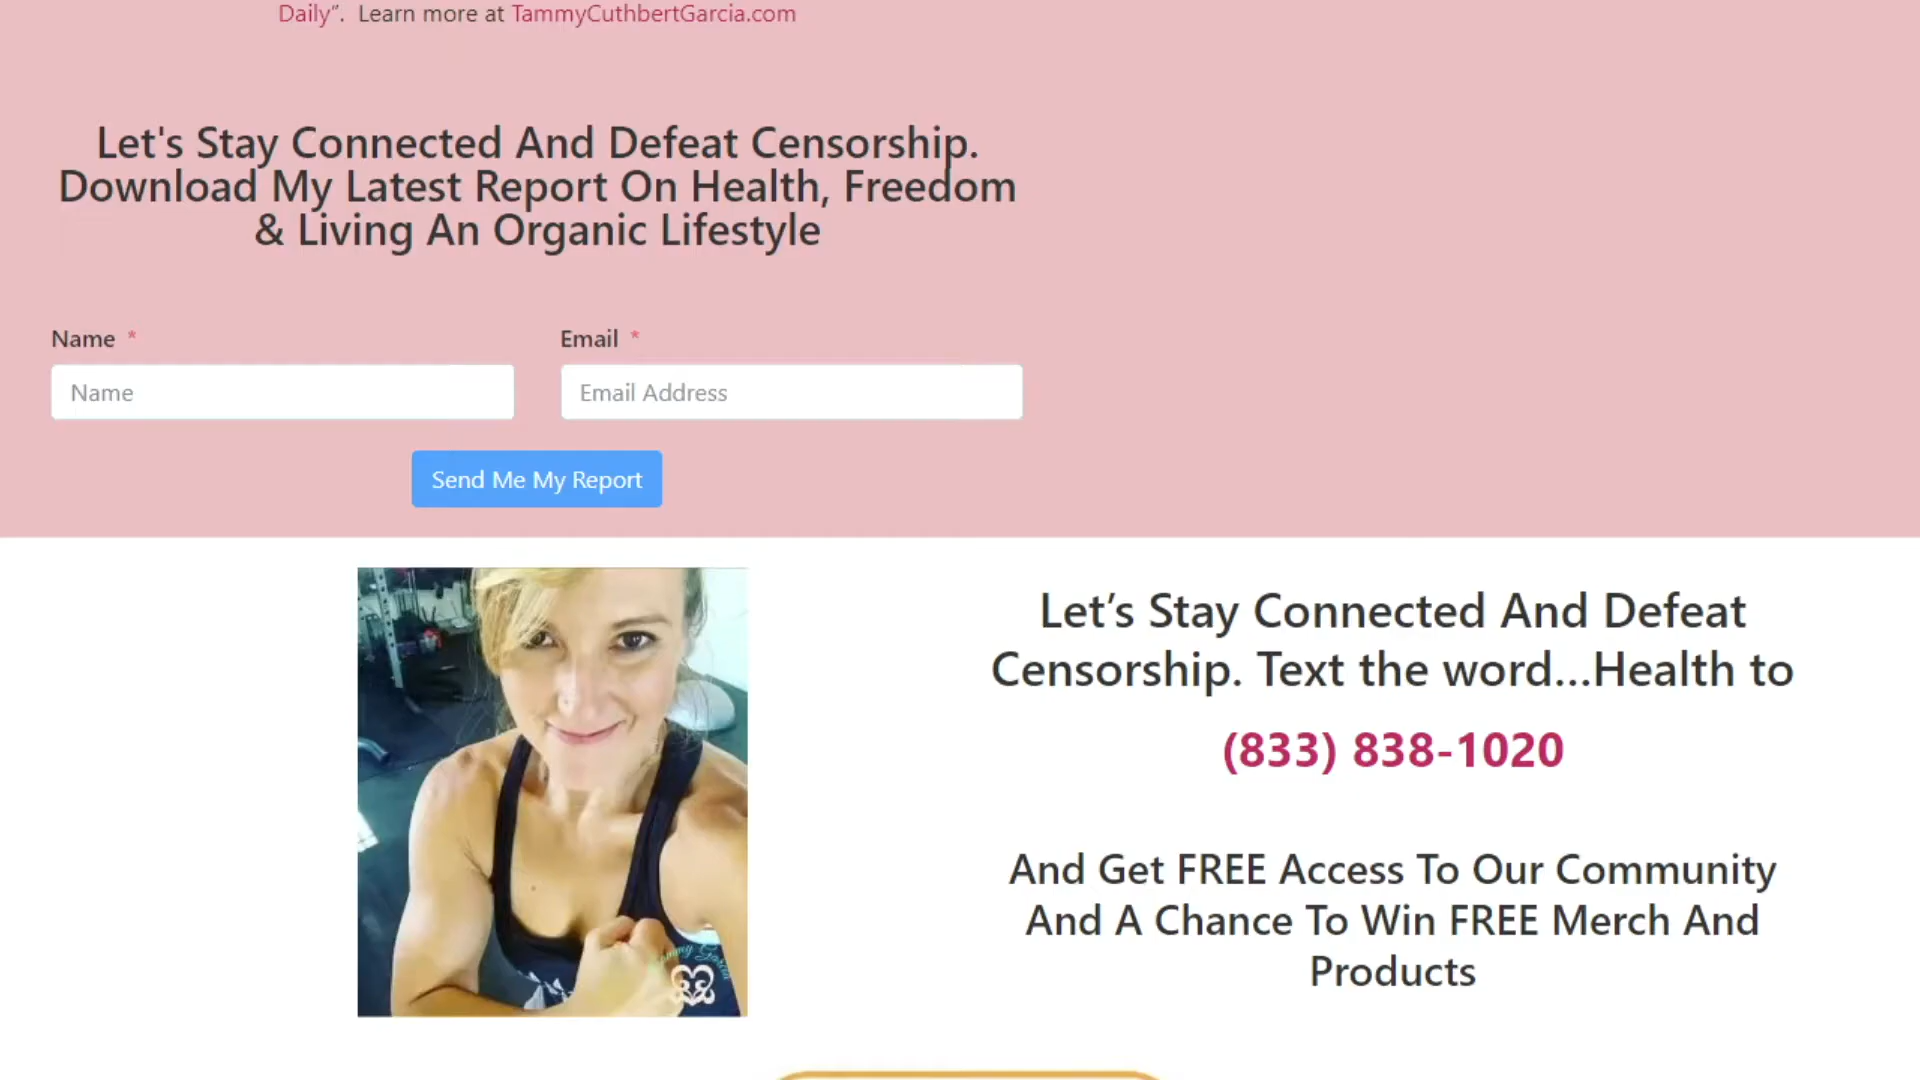 Daily”. Learn more at TammyCuthbertGarcia.com
Let's Stay Connected And Defeat Censorship.
Download My Latest Report On Health, Freedom
& Living An Organic Lifestyle
Name *
Email *
Name
Email Address
Send Me My Report
Let’s Stay Connected And Defeat
Censorship. Text the word...Health to
(833) 838-1020
And Get FREE Access To Our Community
And A Chance To Win FREE Merch And
Products
Tammy Garcia